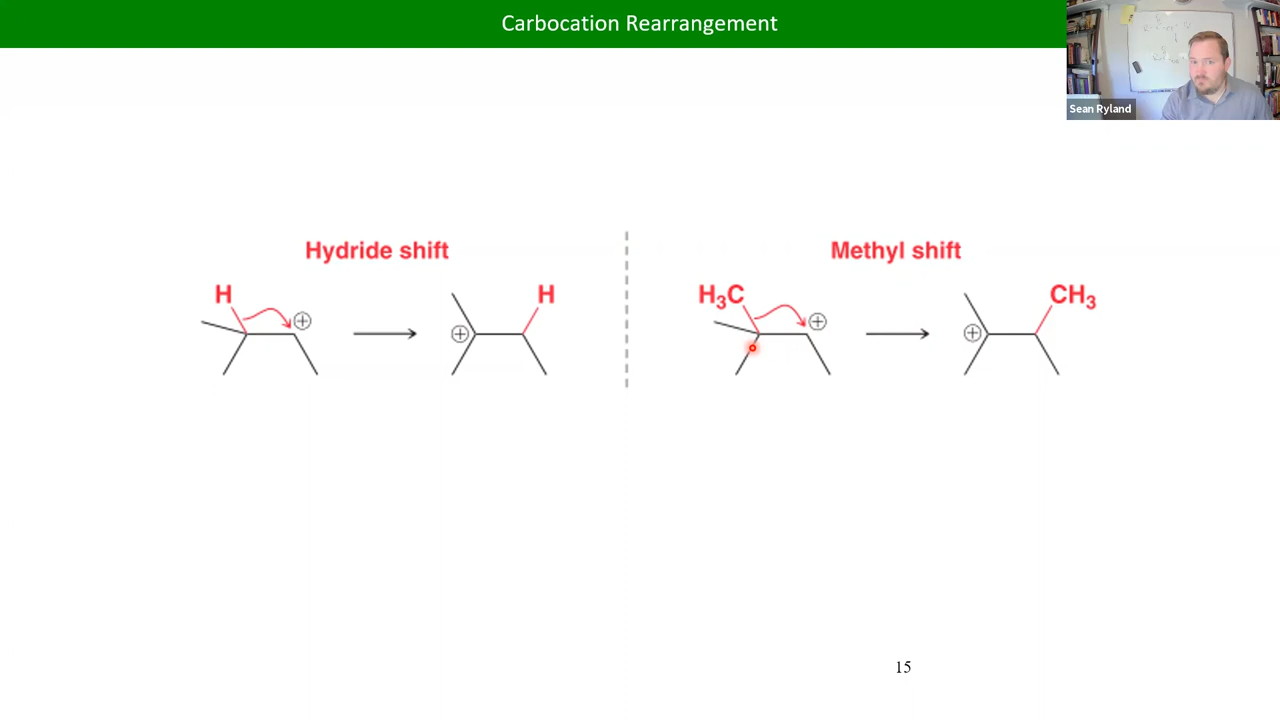 Carbocation Rearrangement
Sean Ryland
Hydride shift
Methyl shift
H
H
H₃C
CH₃
⊕
⊕
⊕
⊕
15